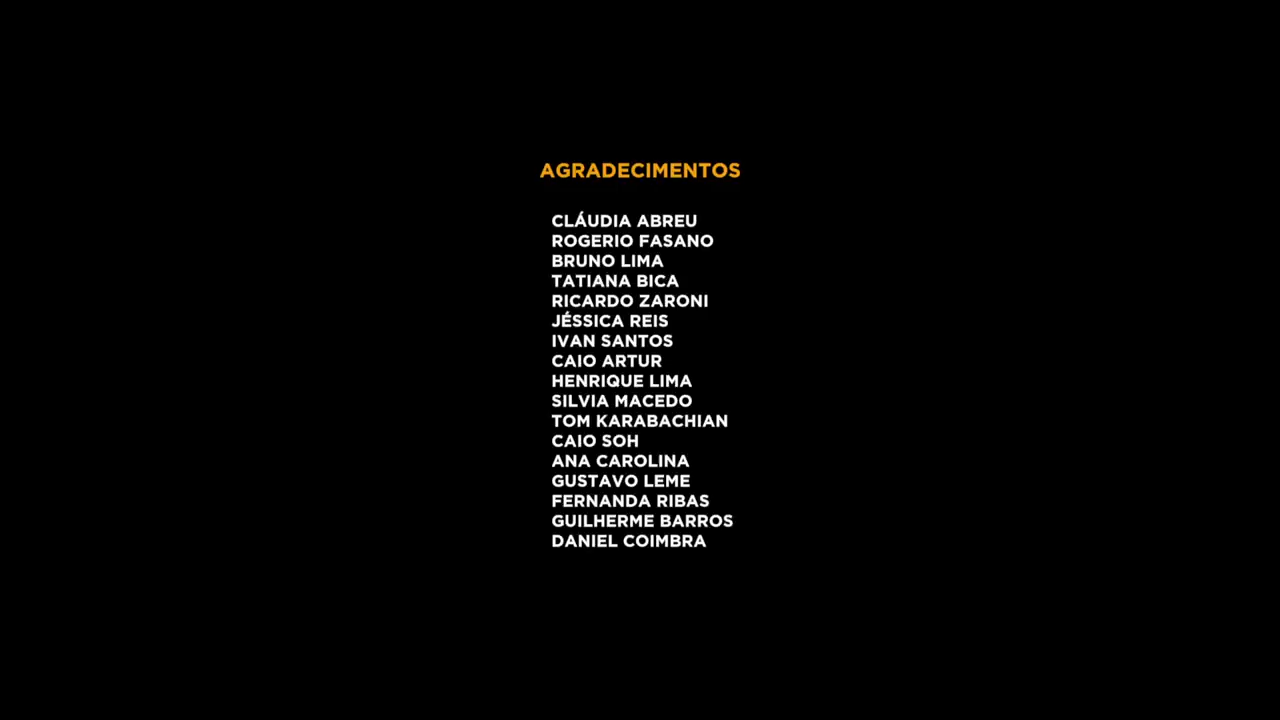 AGRADECIMENTOS
CLÁUDIA ABREU
ROGERIO FASANO
BRUNO LIMA
TATIANA BICA
RICARDO ZARONI
JÉSSICA REIS
IVAN SANTOS
CAIO ARTUR
HENRIQUE LIMA
SILVIA MACEDO
TOM KARABACHIAN
CAIO SOH
ANA CAROLINA
GUSTAVO LEME
FERNANDA RIBAS
GUILHERME BARROS
DANIEL COIMBRA